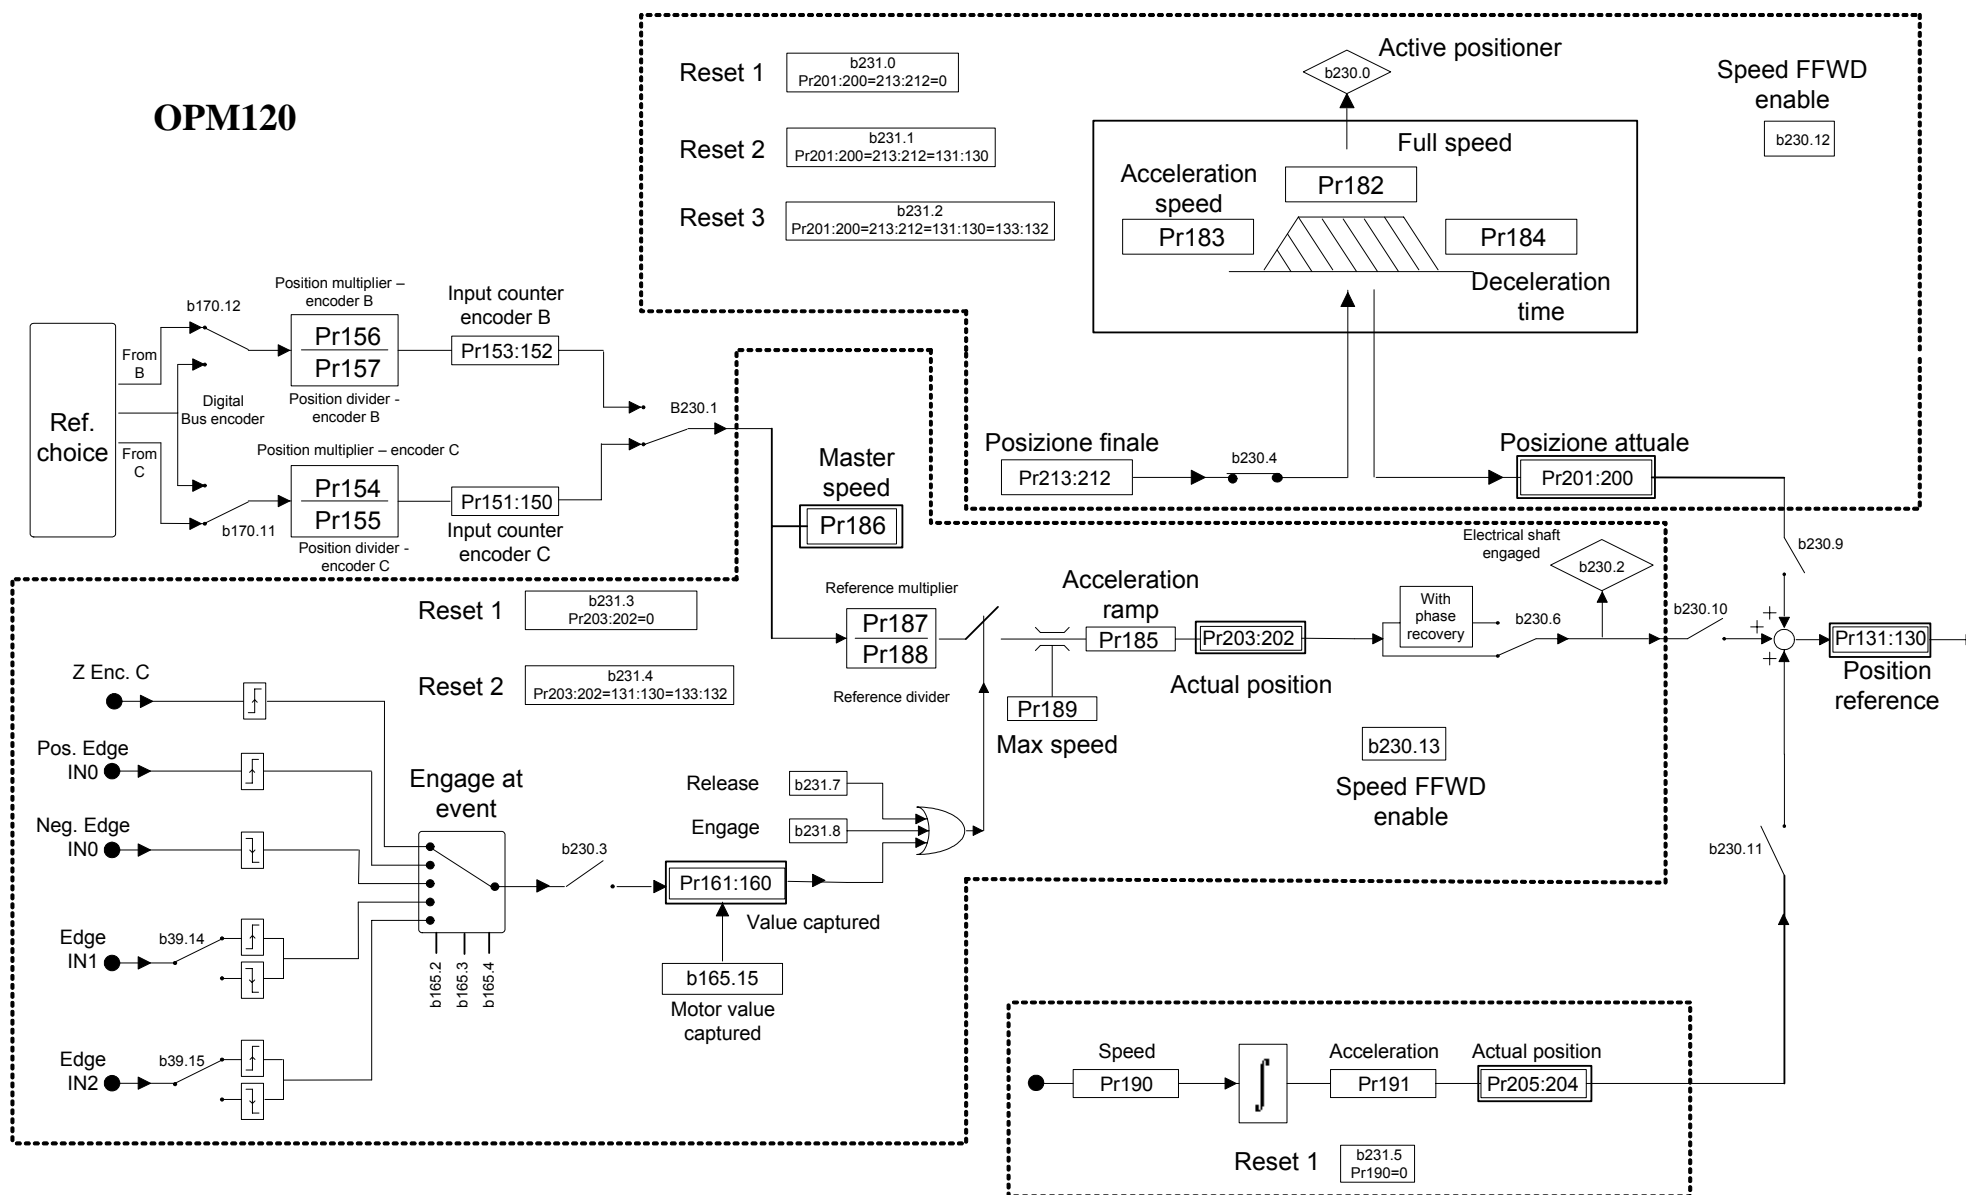 OPM120
Reset 1
b231.0
Pr201:200=213:212=0
Reset 2
b231.1
Pr201:200=213:212=131:130
Reset 3
b231.2
Pr201:200=213:212=131:130=133:132
Active positioner
b230.0
Speed FFWD
enable
b230.12
Full speed
Pr182
Acceleration
speed
Pr183
Pr184
Deceleration
time
Posizione finale
Pr213:212
b230.4
Posizione attuale
Pr201:200
b230.9
Ref.
choice
From
B
From
C
Digital
Bus encoder
b170.12
b170.11
Position multiplier –
encoder B
Pr156
Pr157
Position divider -
encoder B
Input counter
encoder B
Pr153:152
Position multiplier – encoder C
Pr154
Pr155
Position divider -
encoder C
Pr151:150
Input counter
encoder C
B230.1
Master
speed
Pr186
Reference multiplier
Pr187
Pr188
Reference divider
Pr189
Max speed
Acceleration
ramp
Pr185
Pr203:202
Actual position
With
phase
recovery
b230.6
Electrical shaft
engaged
b230.2
b230.10
+
+
+
Pr131:130
Position
reference
b230.13
Speed FFWD
enable
b230.11
Reset 1
b231.3
Pr203:202=0
Reset 2
b231.4
Pr203:202=131:130=133:132
Z Enc. C
Pos. Edge
IN0
Neg. Edge
IN0
Edge
IN1
b39.14
Edge
IN2
b39.15
Engage at
event
b165.2
b165.3
b165.4
b230.3
Release
b231.7
Engage
b231.8
Pr161:160
Value captured
b165.15
Motor value
captured
Speed
Pr190
∫
Acceleration
Pr191
Actual position
Pr205:204
Reset 1
b231.5
Pr190=0